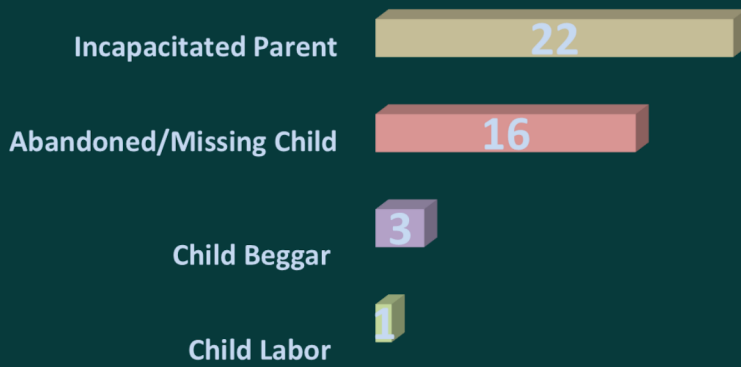 Incapacitated Parent 22
Abandoned/Missing Child 16
Child Beggar 3
Child Labor 1